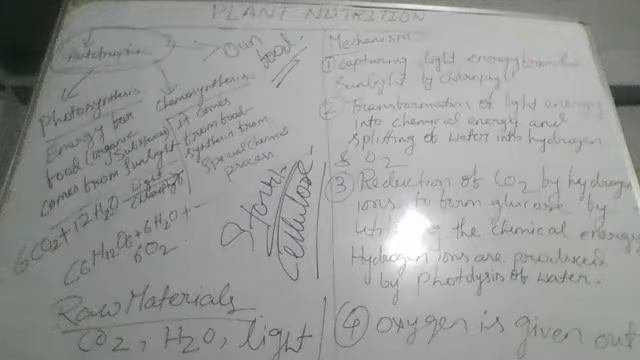 PLANT NUTRITION
Autotrophic
> Own food
Photosynthesis
Energy for
food (organic
substance)
comes from sunlight
Chemosynthesis
It comes
from food
synthesis from
special chemical
process
6CO2 + 12H2O Light
Chlorophyll
C6H12O6 + 6H2O +
6O2
Starch
Cellulose
Raw Materials
CO2, H2O, light
Mechanism
① capturing light energy from the
sunlight by chlorophyll
② Transformation of light energy
into chemical energy and
splitting of water into hydrogen
& O2
③ Reduction of CO2 by hydrogen
ions to form glucose by
utilising the chemical energy
Hydrogen ions are produced
by photolysis of water.
④ oxygen is given out